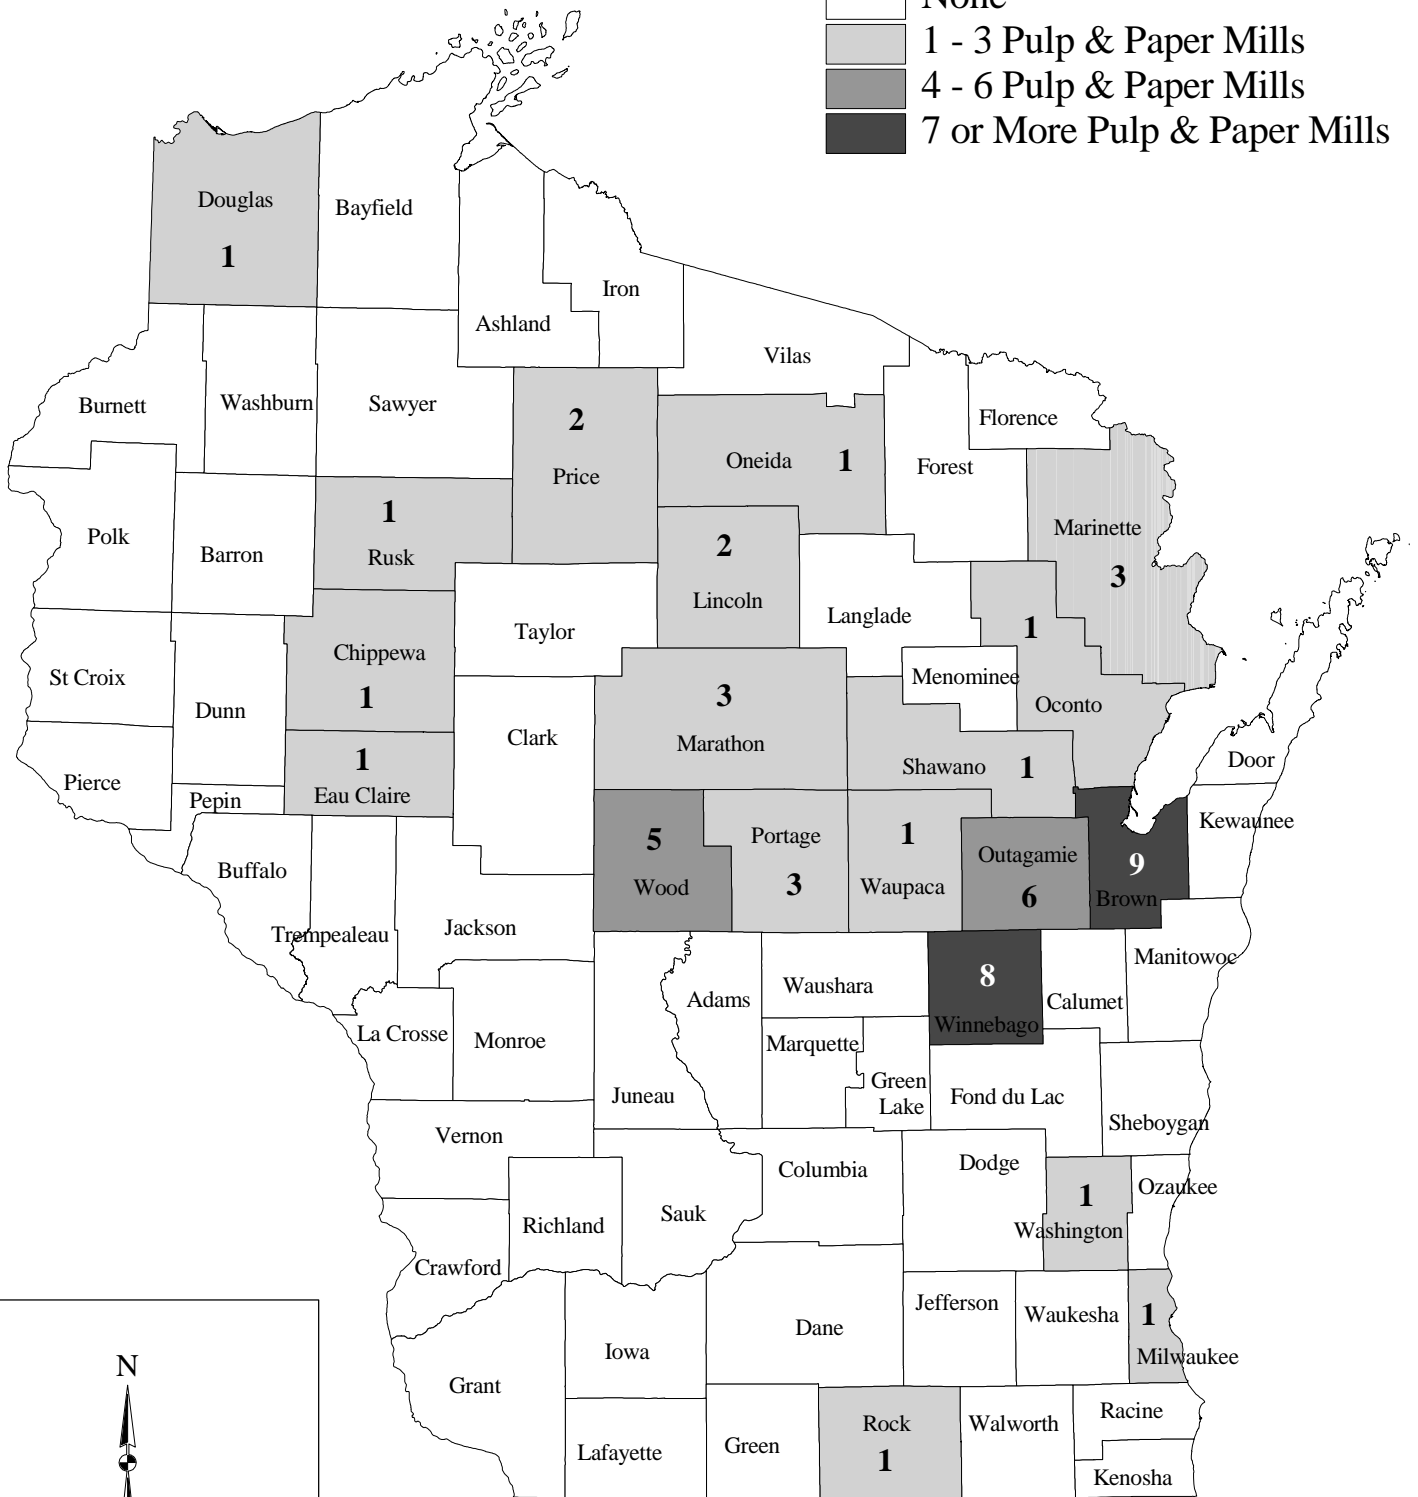 None
1 - 3 Pulp & Paper Mills
4 - 6 Pulp & Paper Mills
7 or More Pulp & Paper Mills
Douglas
1
Bayfield
Iron
Ashland
Vilas
Burnett
Washburn
Sawyer
2
Price
Oneida 1
Forest
Florence
Polk
Barron
1
Rusk
2
Lincoln
Marinette
3
Taylor
Langlade
1
Oconto
St Croix
Dunn
Chippewa
1
Menominee
3
Marathon
Clark
Pierce
Pepin
1
Eau Claire
Shawano 1
Door
Kewaunee
Buffalo
5
Wood
Portage
3
1
Waupaca
Outagamie
6
9
Brown
Trempealeau
Jackson
Adams
Waushara
8
Winnebago
Calumet
Manitowoc
La Crosse
Monroe
Juneau
Marquette
Green
Lake
Fond du Lac
Sheboygan
Vernon
Richland
Sauk
Columbia
Dodge
1
Washington
Ozaukee
Crawford
Grant
Iowa
Dane
Jefferson
Waukesha
1
Milwaukee
N
Lafayette
Green
Rock
1
Walworth
Racine
Kenosha